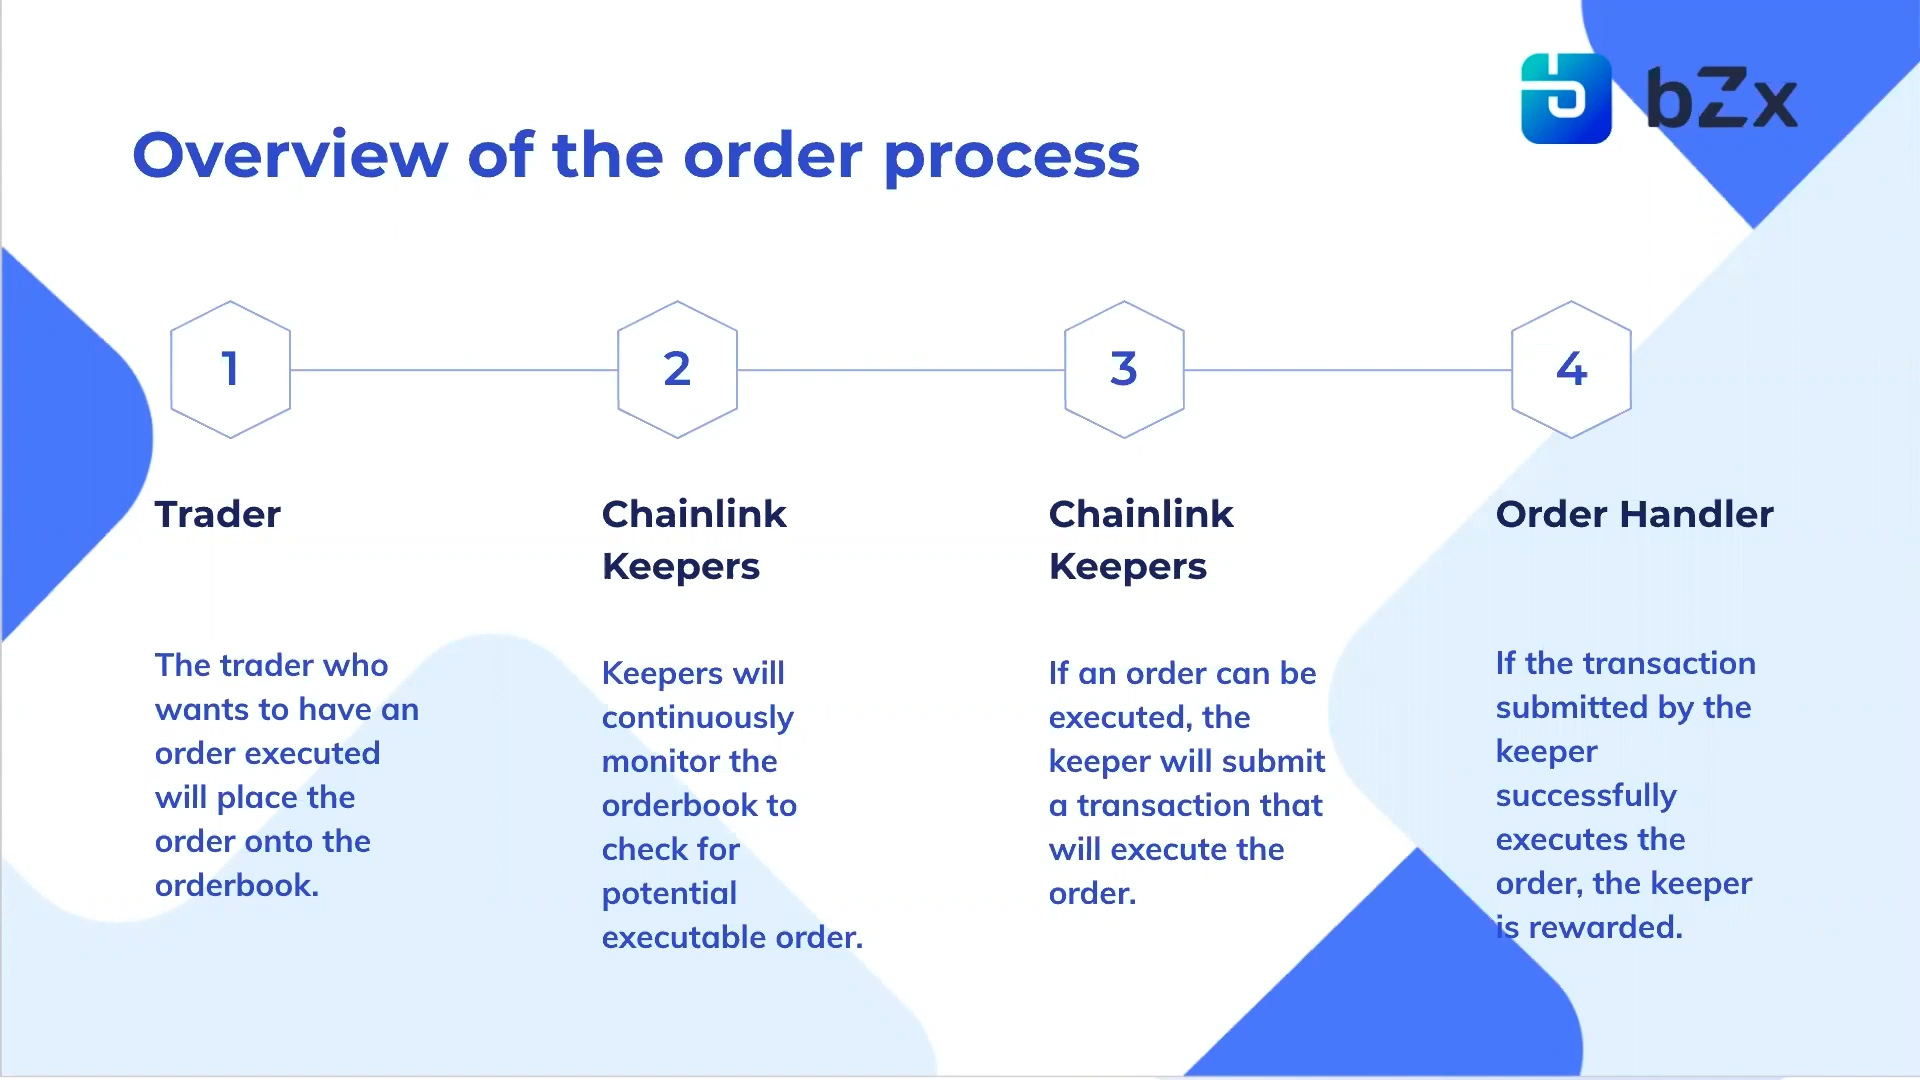 bZx
Overview of the order process
1
2
3
4
Trader
The trader who
wants to have an
order executed
will place the
order onto the
orderbook.
Chainlink
Keepers
Keepers will
continuously
monitor the
orderbook to
check for
potential
executable order.
Chainlink
Keepers
If an order can be
executed, the
keeper will submit
a transaction that
will execute the
order.
Order Handler
If the transaction
submitted by the
keeper
successfully
executes the
order, the keeper
is rewarded.